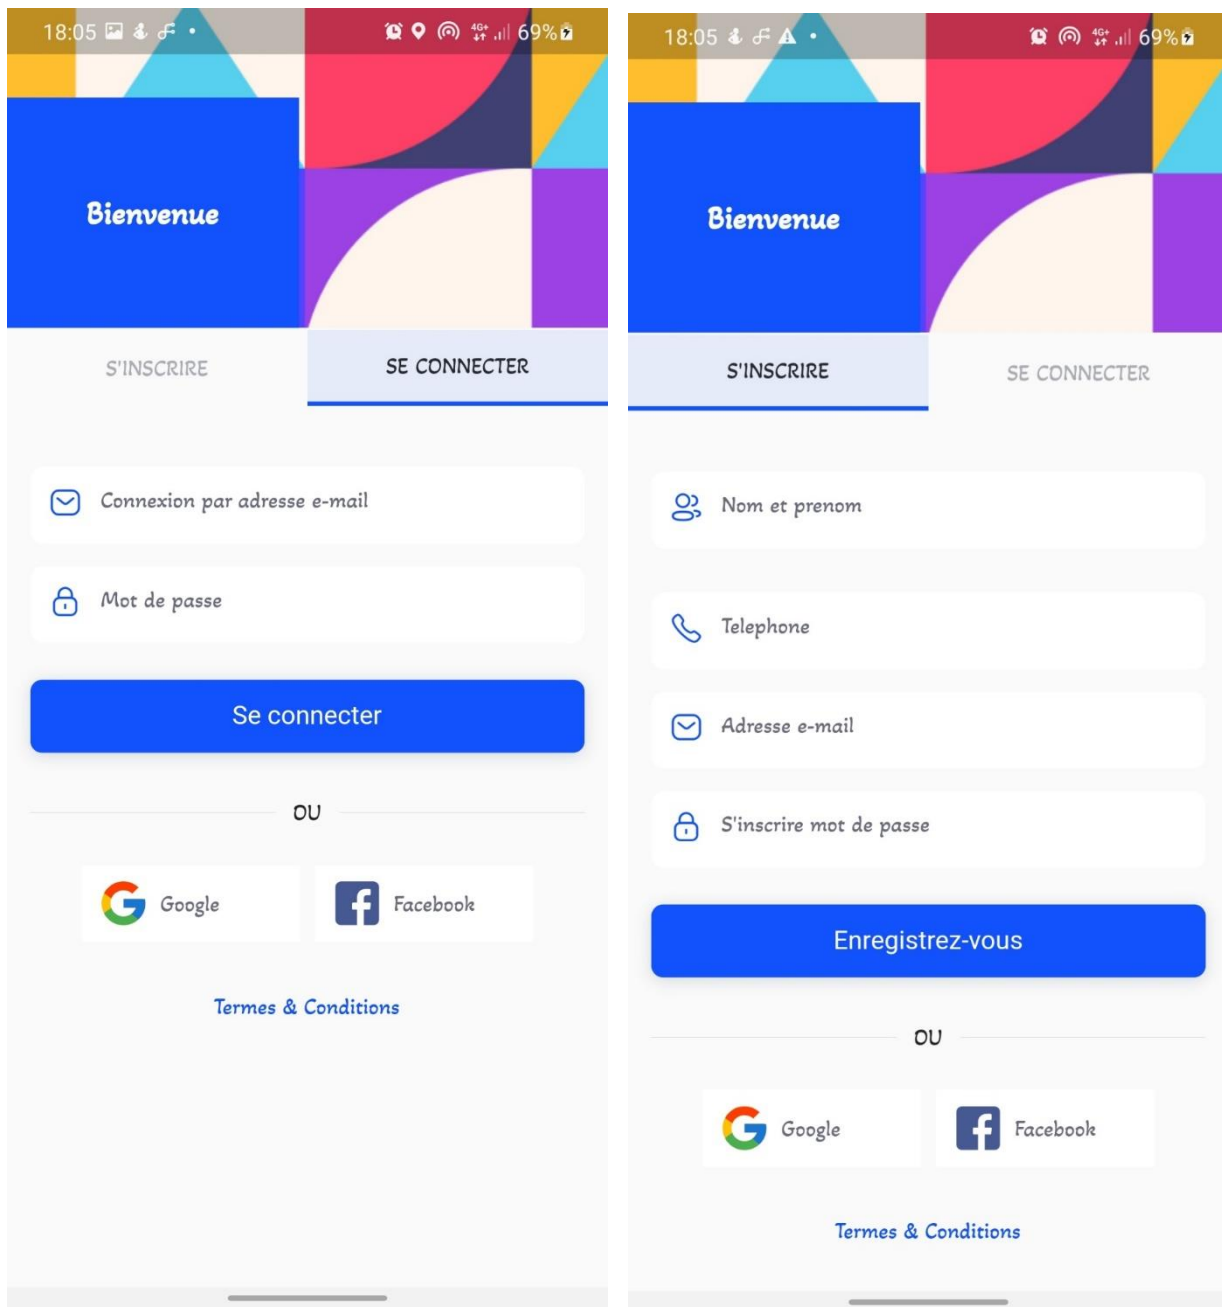 18:05
4G+
69%
Bienvenue
S'INSCRIRE
SE CONNECTER
Connexion par adresse e-mail
Mot de passe
Se connecter
OU
Google
Facebook
Termes & Conditions
18:05
4G+
69%
Bienvenue
S'INSCRIRE
SE CONNECTER
Nom et prenom
Telephone
Adresse e-mail
S'inscrire mot de passe
Enregistrez-vous
OU
Google
Facebook
Termes & Conditions